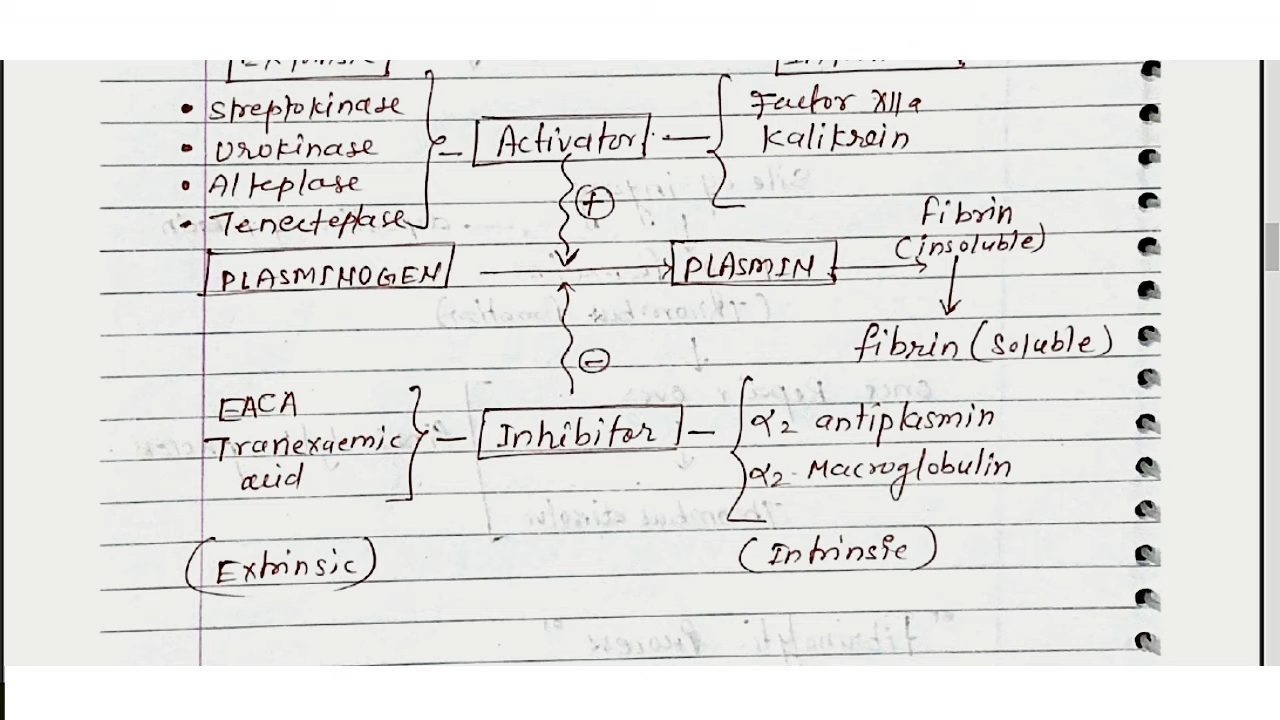 • Streptokinase
• Urokinase
• Alteplase
• Tenecteplase
Activator
Factor XIIa
Kalikrein
+
PLASMINOGEN
PLASMIN
Fibrin
(insoluble)
fibrin (Soluble)
−
EACA
Tranexaemic
acid
Inhibitor
α2 antiplasmin
α2-Macroglobulin
(Extrinsic)
(Intrinsic)